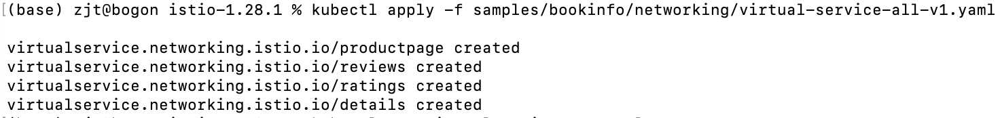 (base) zjt@bogon istio-1.28.1 % kubectl apply -f samples/bookinfo/networking/virtual-service-all-v1.yaml
virtualservice.networking.istio.io/productpage created
virtualservice.networking.istio.io/reviews created
virtualservice.networking.istio.io/ratings created
virtualservice.networking.istio.io/details created